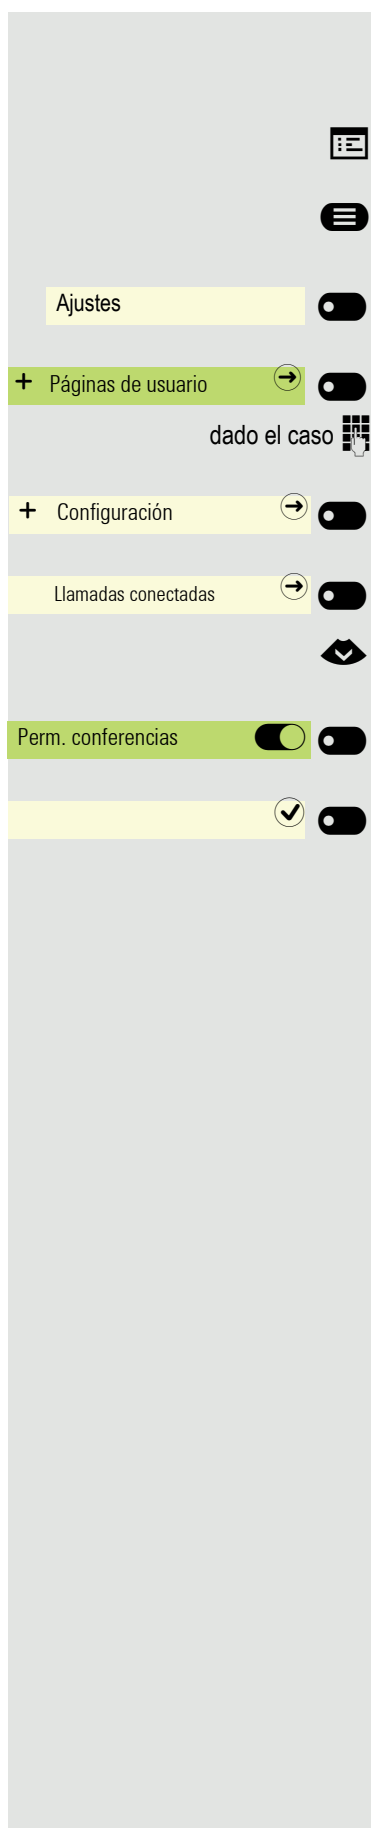 Ajustes
+ Páginas de usuario
dado el caso
+ Configuración
Llamadas conectadas
Perm. conferencias